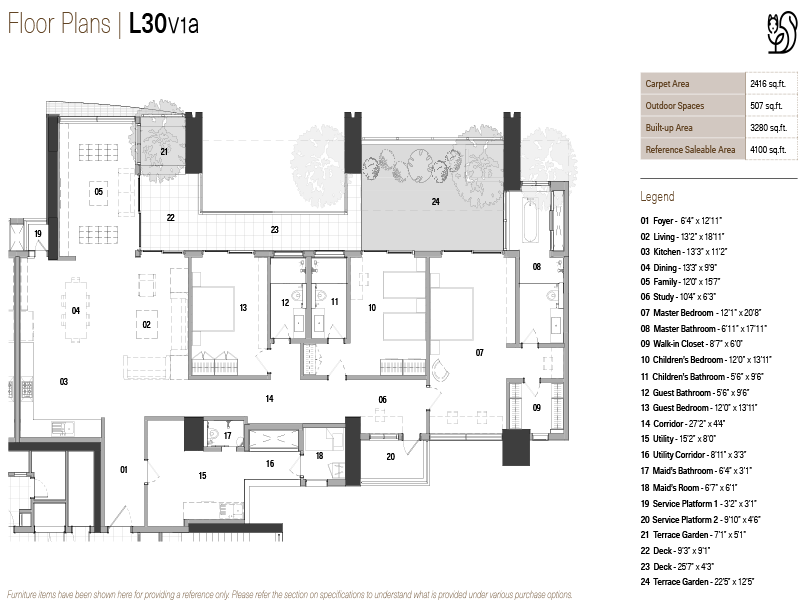 Floor Plans | L30V1a
Carpet Area 2416 sq.ft.
Outdoor Spaces 507 sq.ft.
Built-up Area 3280 sq.ft.
Reference Saleable Area 4100 sq.ft.
Legend
01 Foyer - 6'4" x 12'11"
02 Living - 13'2" x 18'11"
03 Kitchen - 13'3" x 11'2"
04 Dining - 13'3" x 9'9"
05 Family - 12'0" x 15'7"
06 Study - 10'4" x 6'3"
07 Master Bedroom - 12'1" x 20'8"
08 Master Bathroom - 6'11" x 17'11"
09 Walk-in Closet - 8'7" x 6'0"
10 Children's Bedroom - 12'0" x 13'11"
11 Children's Bathroom - 5'6" x 9'6"
12 Guest Bathroom - 5'6" x 9'6"
13 Guest Bedroom - 12'0" x 13'11"
14 Corridor - 27'2" x 4'4"
15 Utility - 15'2" x 8'0"
16 Utility Corridor - 8'11" x 3'3"
17 Maid's Bathroom - 6'4" x 3'1"
18 Maid's Room - 6'7" x 6'1"
19 Service Platform 1 - 3'2" x 3'1"
20 Service Platform 2 - 9'10" x 4'6"
21 Terrace Garden - 7'1" x 5'1"
22 Deck - 9'3" x 9'1"
23 Deck - 25'7" x 4'3"
24 Terrace Garden - 22'5" x 12'5"
21
05
24
22
23
19
08
12
11
13
10
04
02
07
03
14
06
09
17
20
18
16
01
15
Furniture items have been shown here for providing a reference only. Please refer the section on specifications to understand what is provided under various purchase options.